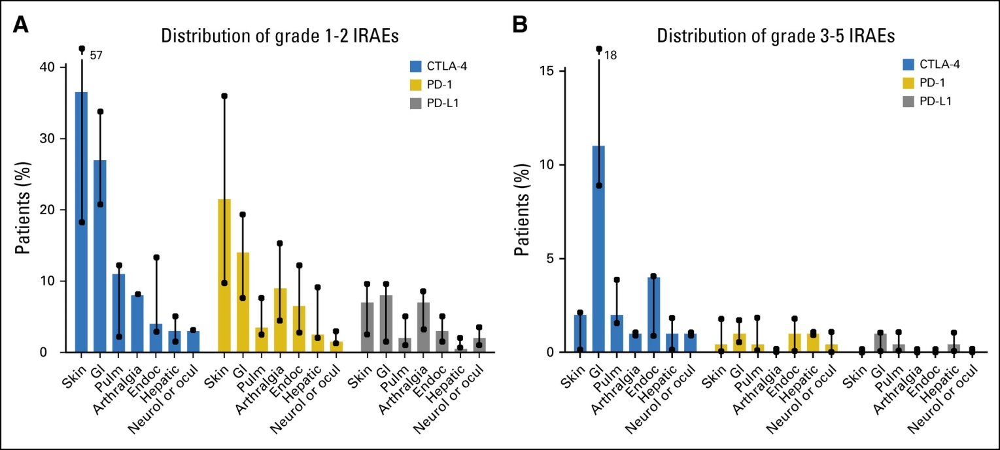 A
Distribution of grade 1-2 IRAEs
57
CTLA-4
PD-1
PD-L1
Patients (%)
40
30
20
10
0
Skin
GI
Pulm
Arthralgia
Endoc
Hepatic
Neurol or ocul
Skin
GI
Pulm
Arthralgia
Endoc
Hepatic
Neurol or ocul
Skin
GI
Pulm
Arthralgia
Endoc
Hepatic
Neurol or ocul
B
Distribution of grade 3-5 IRAEs
18
CTLA-4
PD-1
PD-L1
Patients (%)
15
10
5
0
Skin
GI
Pulm
Arthralgia
Endoc
Hepatic
Neurol or ocul
Skin
GI
Pulm
Arthralgia
Endoc
Hepatic
Neurol or ocul
Skin
GI
Pulm
Arthralgia
Endoc
Hepatic
Neurol or ocul